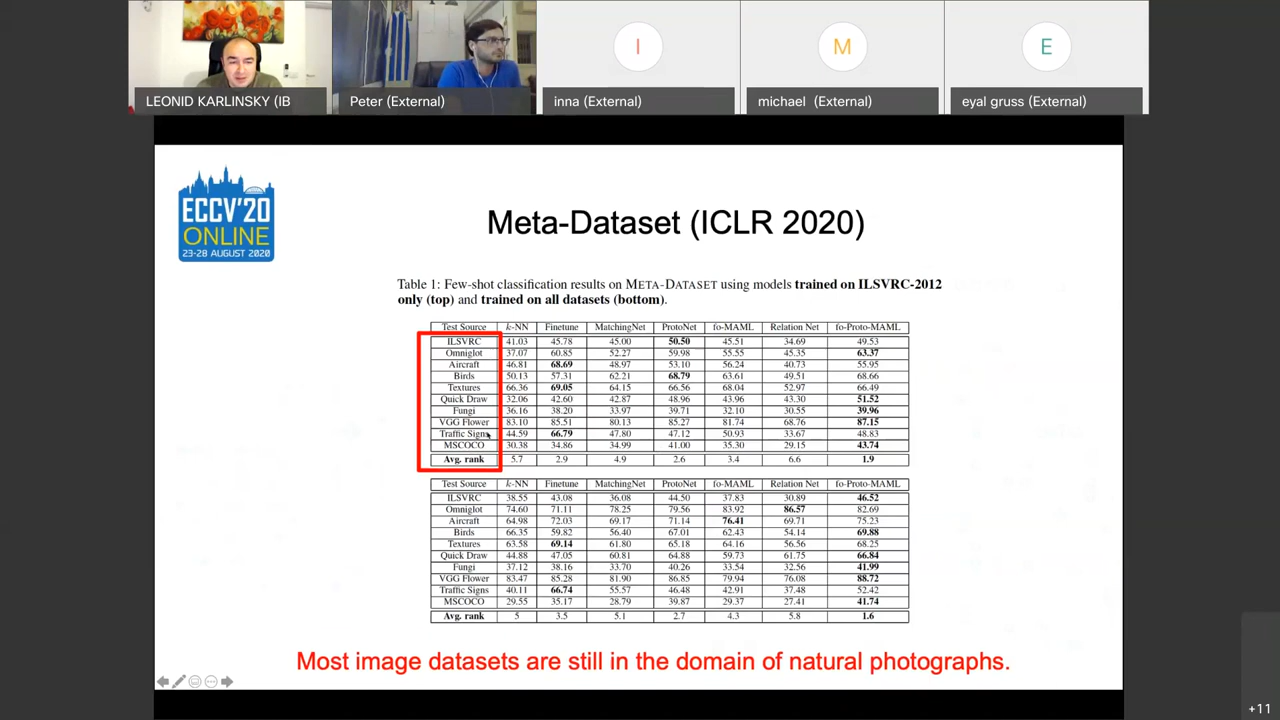 I
M
E
LEONID KARLINSKY (IB
Peter (External)
inna (External)
michael (External)
eyal gruss (External)
ECCV'20
ONLINE
23-28 AUGUST 2020
Meta-Dataset (ICLR 2020)
Table 1: Few-shot classification results on META-DATASET using models trained on ILSVRC-2012
only (top) and trained on all datasets (bottom).
Test Source k-NN Finetune MatchingNet ProtoNet fo-MAML Relation Net fo-Proto-MAML
ILSVRC 41.03 45.78 45.00 50.50 45.51 34.69 49.53
Omniglot 37.07 60.85 52.27 59.98 55.55 45.35 63.37
Aircraft 46.81 68.69 48.97 53.10 56.24 40.73 55.95
Birds 50.13 57.31 62.21 68.79 63.61 49.51 68.66
Textures 66.36 69.05 64.15 66.56 68.04 52.97 66.49
Quick Draw 32.06 42.60 42.87 48.96 43.96 43.30 51.52
Fungi 36.16 38.20 33.97 39.71 32.10 30.55 39.96
VGG Flower 83.10 85.51 80.13 85.27 81.74 68.76 87.15
Traffic Signs 44.59 66.79 47.80 47.12 50.93 33.67 48.83
MSCOCO 30.38 34.86 34.99 41.00 35.30 29.15 43.74
Avg. rank 5.7 2.9 4.9 2.6 3.4 6.6 1.9
Test Source k-NN Finetune MatchingNet ProtoNet fo-MAML Relation Net fo-Proto-MAML
ILSVRC 38.55 43.08 36.08 44.50 37.83 30.89 46.52
Omniglot 74.60 71.11 78.25 79.56 83.92 86.57 82.69
Aircraft 64.98 72.03 69.17 71.14 76.41 69.71 75.23
Birds 66.35 59.82 56.40 67.01 62.43 54.14 69.88
Textures 63.58 69.14 61.80 65.18 64.16 56.56 68.25
Quick Draw 44.88 47.05 60.81 64.88 59.73 61.75 66.84
Fungi 37.12 38.16 33.70 40.26 33.54 32.56 41.99
VGG Flower 83.47 85.28 81.90 86.85 79.94 76.08 88.72
Traffic Signs 40.11 66.74 55.57 46.48 42.91 37.48 52.42
MSCOCO 29.55 35.17 28.79 39.87 29.37 27.41 41.74
Avg. rank 5 3.5 5.1 2.7 4.3 5.8 1.6
Most image datasets are still in the domain of natural photographs.
+11